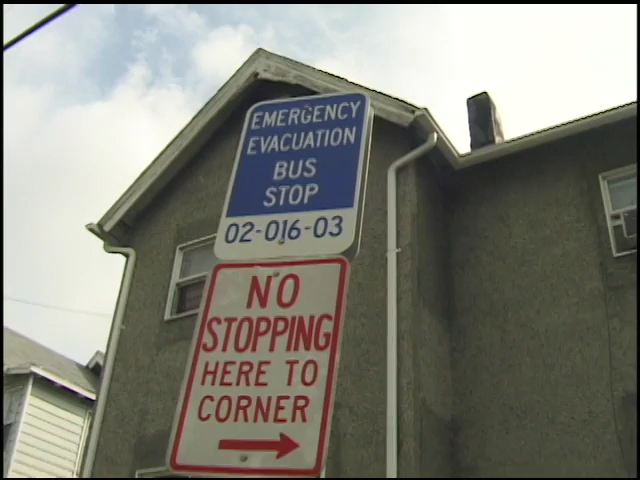 EMERGENCY
EVACUATION
BUS
STOP
02-016-03
NO
STOPPING
HERE TO
CORNER